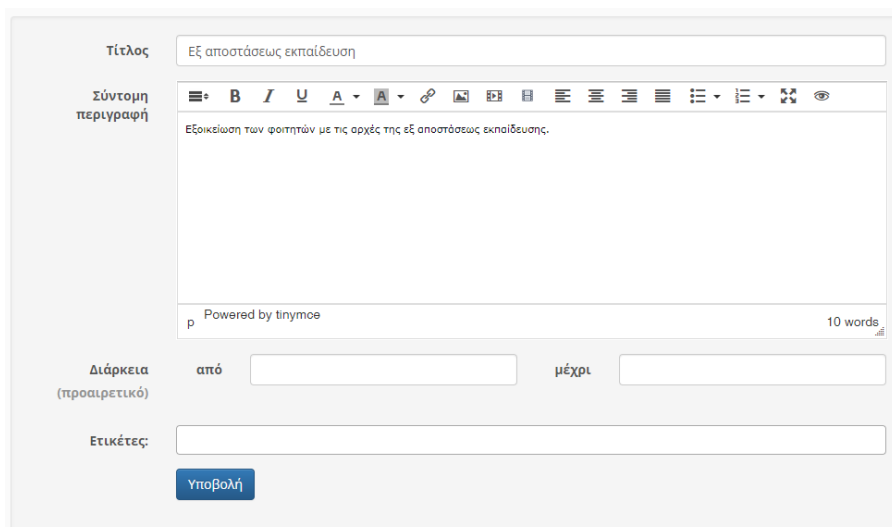 Τίτλος
Εξ αποστάσεως εκπαίδευση
Σύντομη
περιγραφή
B I U A A
Εξοικείωση των φοιτητών με τις αρχές της εξ αποστάσεως εκπαίδευσης.
p Powered by tinymce 10 words
Διάρκεια από μέχρι
(προαιρετικό)
Ετικέτες:
Υποβολή